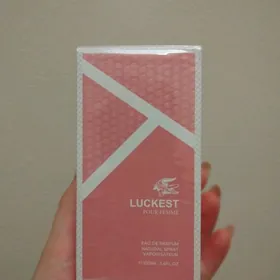 LUCKEST
POUR FEMME
EAU DE PARFUM
NATURAL SPRAY
VAPORISATEUR